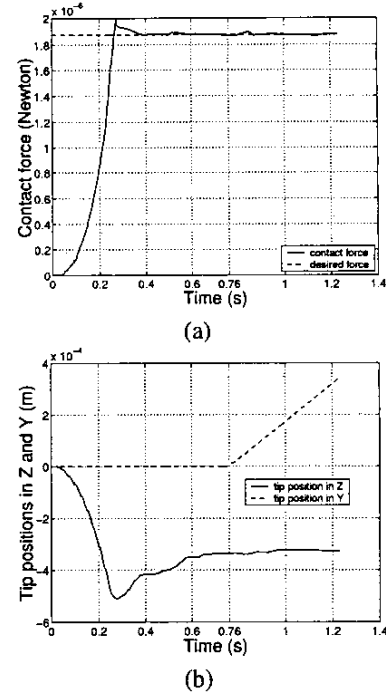 2 ×10⁻⁶
1.8
1.6
1.4
1.2
1
0.8
0.6
0.4
0.2
0
Contact force (Newton)
contact force
desired force
0 0.2 0.4 0.6 0.76 1 1.2 1.4
Time (s)
(a)
4 ×10⁻⁴
2
0
−2
−4
−6
Tip positions in Z and Y (m)
tip position in Z
tip position in Y
0 0.2 0.4 0.6 0.76 1 1.2 1.4
Time (s)
(b)